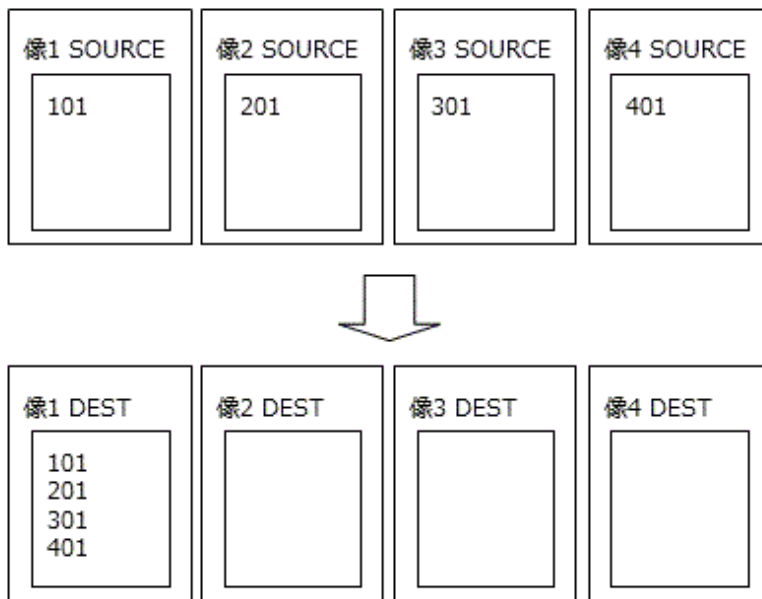 像1 SOURCE
101
像2 SOURCE
201
像3 SOURCE
301
像4 SOURCE
401
像1 DEST
101
201
301
401
像2 DEST
像3 DEST
像4 DEST